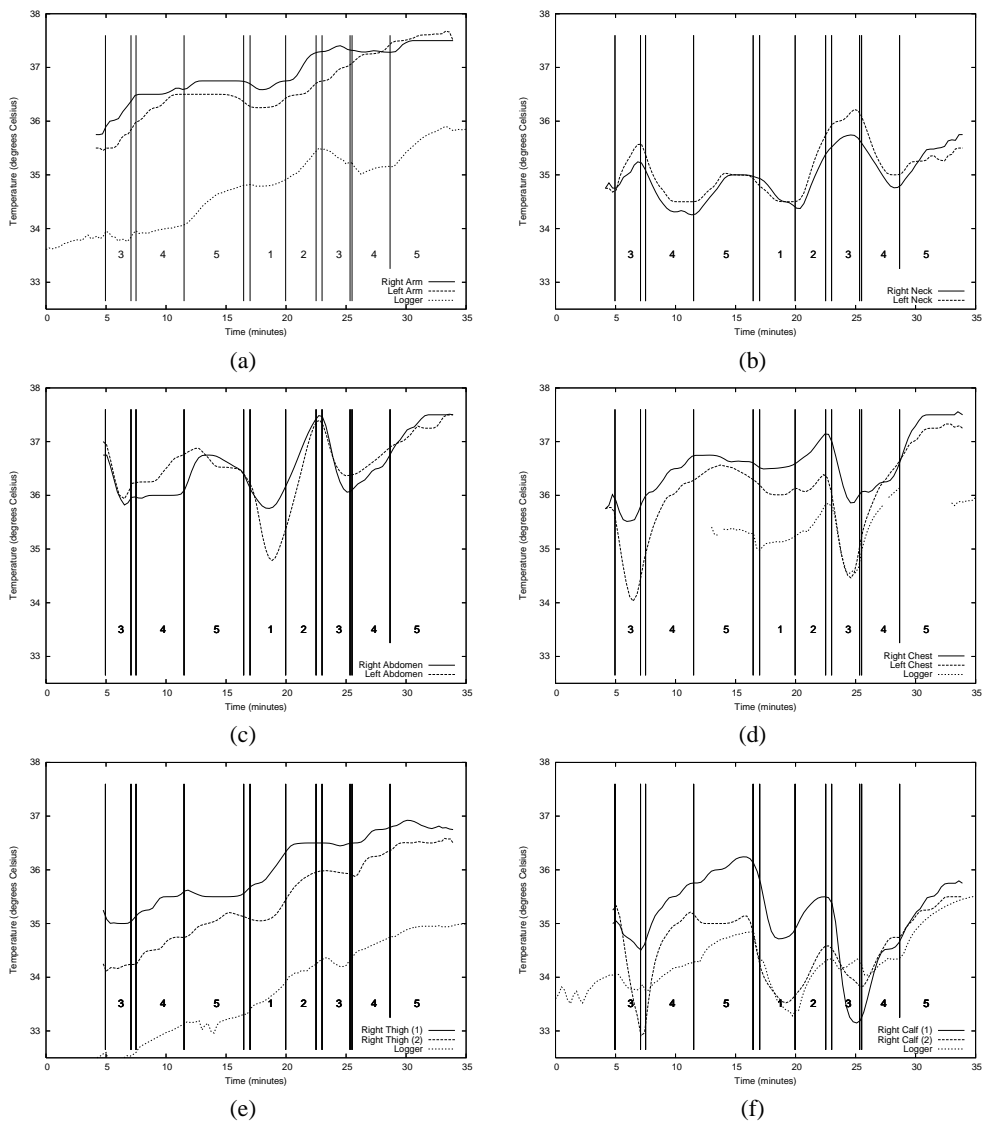 38
37
36
35
34
33
Temperature (degrees Celsius)
3 4 5 1 2 3 4 5
Right Arm
Left Arm
Logger
0 5 10 15 20 25 30 35
Time (minutes)
(a)
38
37
36
35
34
33
Temperature (degrees Celsius)
3 4 5 1 2 3 4 5
Right Neck
Left Neck
0 5 10 15 20 25 30 35
Time (minutes)
(b)
38
37
36
35
34
33
Temperature (degrees Celsius)
3 4 5 1 2 3 4 5
Right Abdomen
Left Abdomen
0 5 10 15 20 25 30 35
Time (minutes)
(c)
38
37
36
35
34
33
Temperature (degrees Celsius)
3 4 5 1 2 3 4 5
Right Chest
Left Chest
Logger
0 5 10 15 20 25 30 35
Time (minutes)
(d)
38
37
36
35
34
33
Temperature (degrees Celsius)
3 4 5 1 2 3 4 5
Right Thigh (1)
Right Thigh (2)
Logger
0 5 10 15 20 25 30 35
Time (minutes)
(e)
38
37
36
35
34
33
Temperature (degrees Celsius)
3 4 5 1 2 3 4 5
Right Calf (1)
Right Calf (2)
Logger
0 5 10 15 20 25 30 35
Time (minutes)
(f)